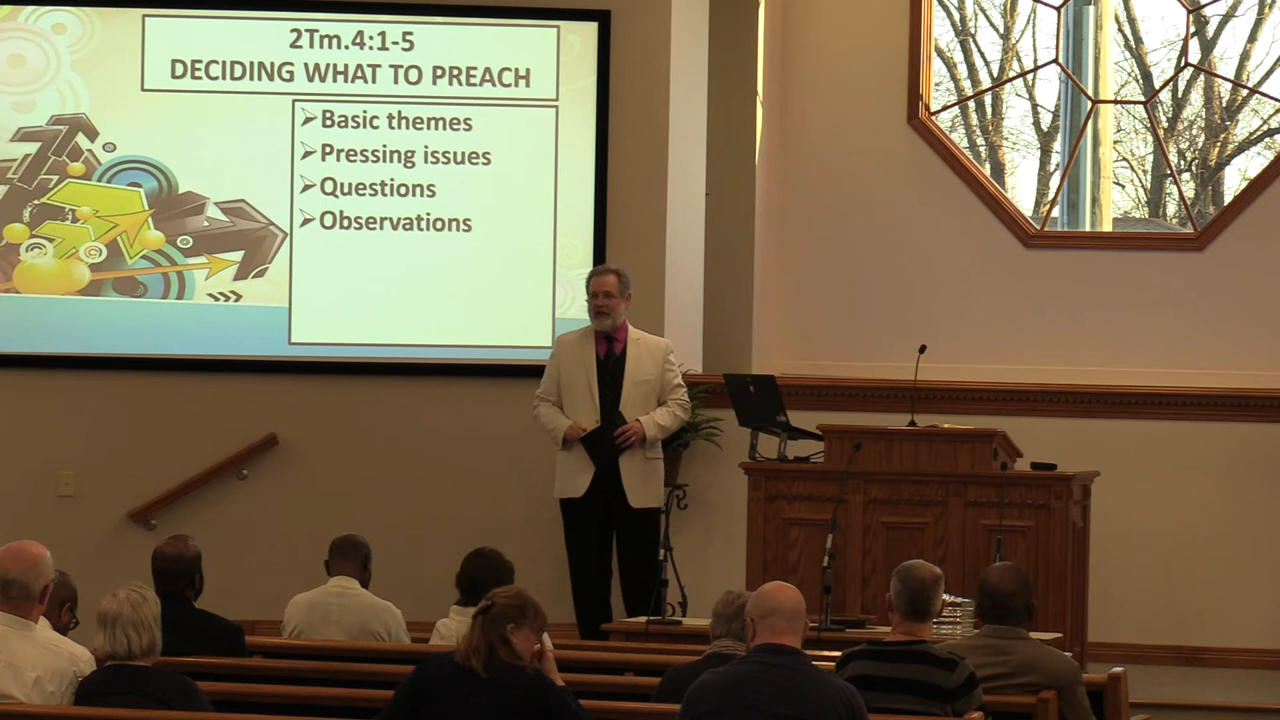 2Tm.4:1-5
DECIDING WHAT TO PREACH
➢Basic themes
➢Pressing issues
➢Questions
➢Observations